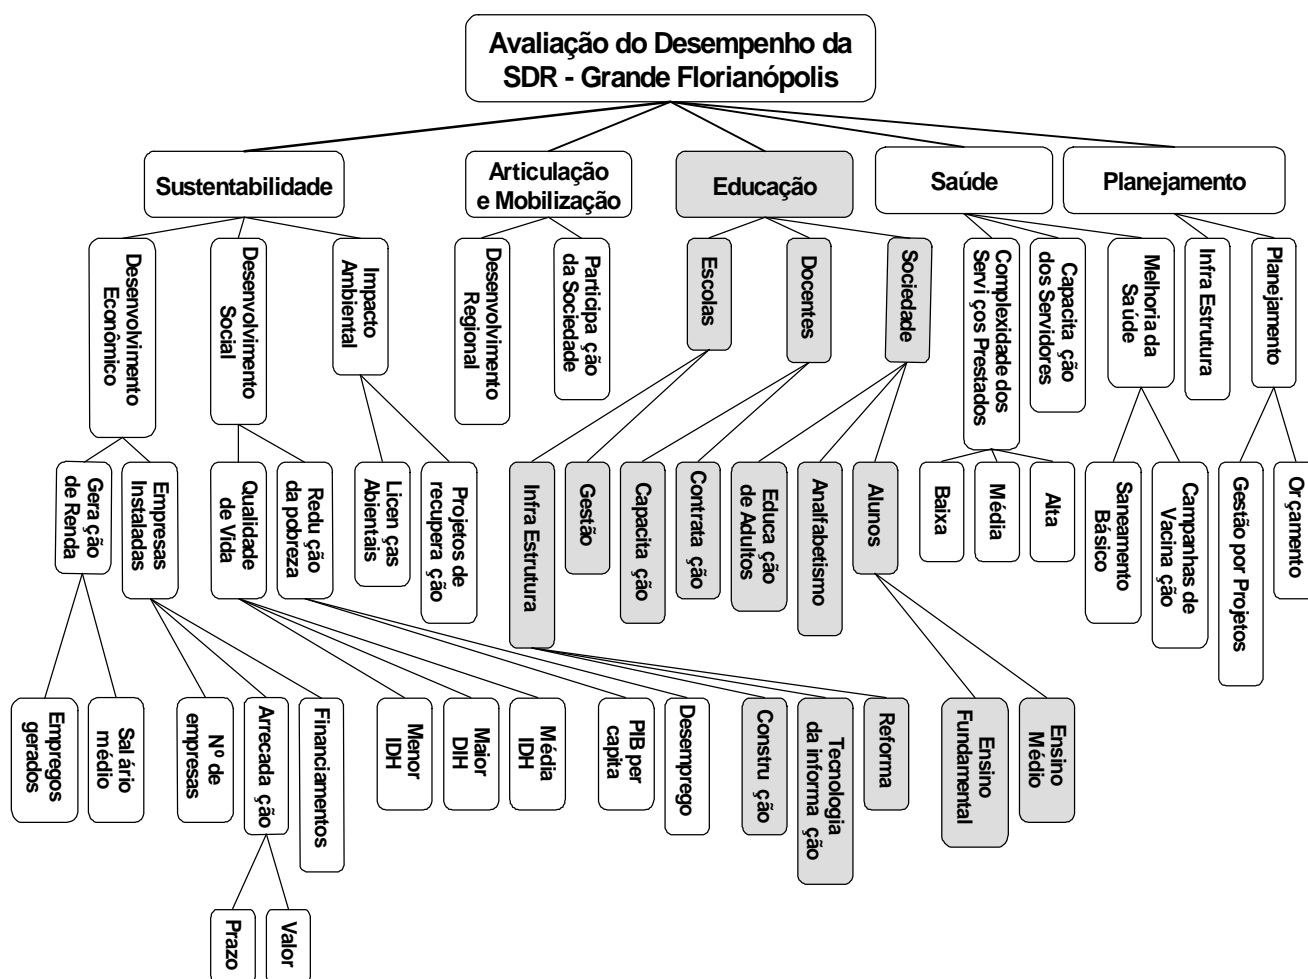 Avaliação do Desempenho da
SDR - Grande Florianópolis
Sustentabilidade
Articulação
e Mobilização
Educação
Saúde
Planejamento
Desenvolvimento
Econômico
Desenvolvimento
Social
Impacto
Ambiental
Desenvolvimento
Regional
Participa ção
da Sociedade
Escolas
Docentes
Sociedade
Complexidade dos
Servi ços Prestados
Capacita ção
dos Servidores
Melhoria da
Saúde
Infra Estrutura
Planejamento
Gera ção
de Renda
Empresas
Instaladas
Qualidade
de Vida
Redu ção
da pobreza
Licen ças
Abientais
Projetos de
recupera ção
Infra Estrutura
Gestão
Capacita ção
Contrata ção
Educa ção
de Adultos
Analfabetismo
Alunos
Baixa
Média
Alta
Saneamento
Básico
Campanhas de
Vacina ção
Gestão por Projetos
Orçamento
Empregos
gerados
Sal ário
médio
Nº de
empresas
Arrecada ção
Financiamentos
Menor
IDH
Maior
DIH
Média
IDH
PIB per
capita
Desemprego
Constru ção
Tecnologia
da informa ção
Reforma
Ensino
Fundamental
Ensino
Médio
Prazo
Valor